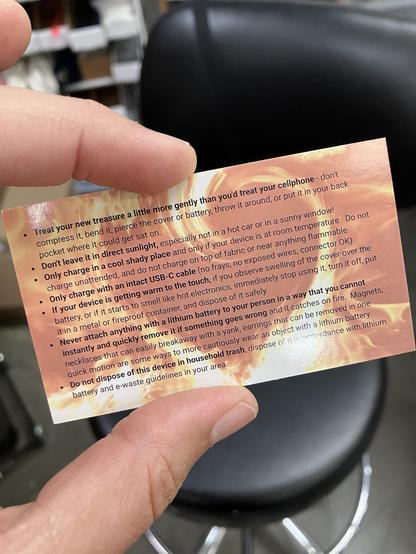 • Treat your new treasure a little more gently than you'd treat your cellphone - don't
compress it, bend it, pierce the cover or battery, throw it around, or put it in your back
pocket where it could get sat on.
• Don't leave it in direct sunlight, especially not in a hot car or in a sunny window!
• Only charge in a cool shady place and only if your device is at room temperature. Do not
charge unattended, and do not charge on top of fabric or near anything flammable.
• Only charge with an intact USB-C cable (no frays, no exposed wires, connector OK)
• If your device is getting warm to the touch, if you observe swelling of the cover over the
battery, or if it starts to smell like hot electronics, immediately stop using it, turn it off, put
it in a metal or fireproof container, and dispose of it safely.
• Never attach anything with a lithium battery to your person in a way that you cannot
instantly and quickly remove it if something goes wrong and it catches on fire. Magnets,
necklaces that can easily breakaway with a yank, earrings that can be removed in one
quick motion are some ways to more cautiously wear an object with a lithium battery
• Do not dispose of this device in household trash, dispose of it in accordance with lithium
battery and e-waste guidelines in your area.